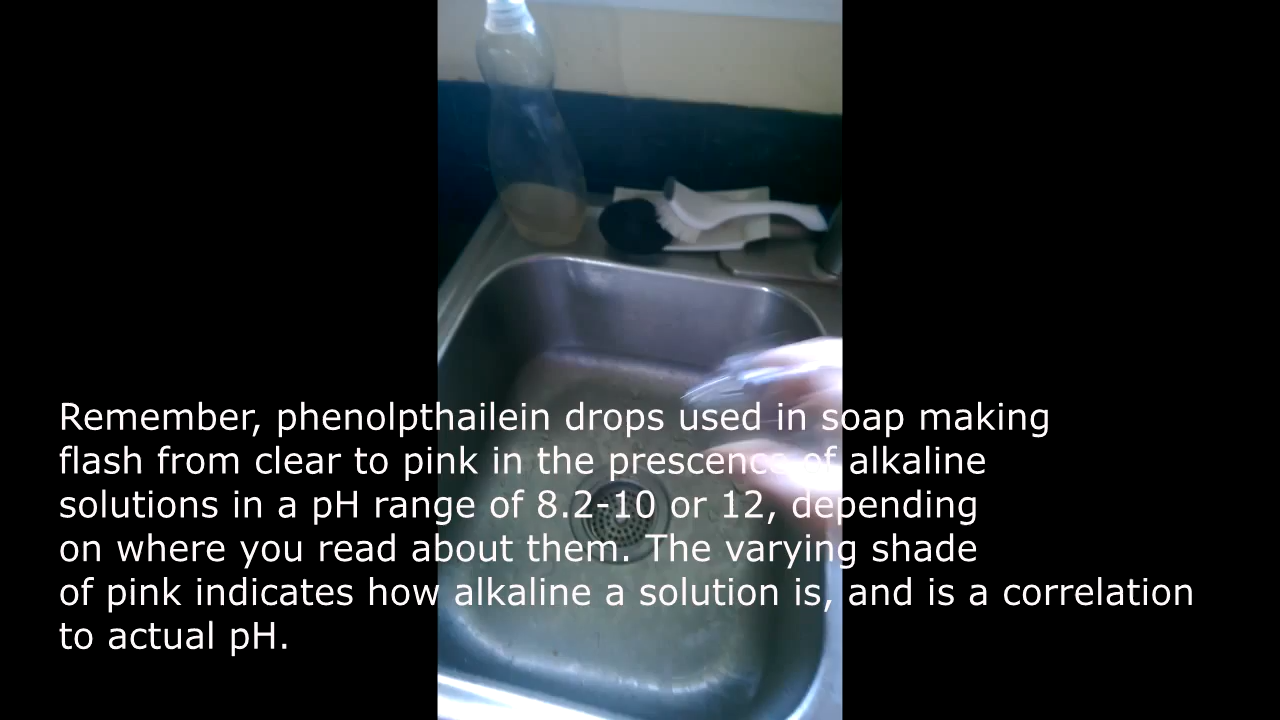 Remember, phenolpthailein drops used in soap making
flash from clear to pink in the prescence of alkaline
solutions in a pH range of 8.2-10 or 12, depending
on where you read about them. The varying shade
of pink indicates how alkaline a solution is, and is a correlation
to actual pH.